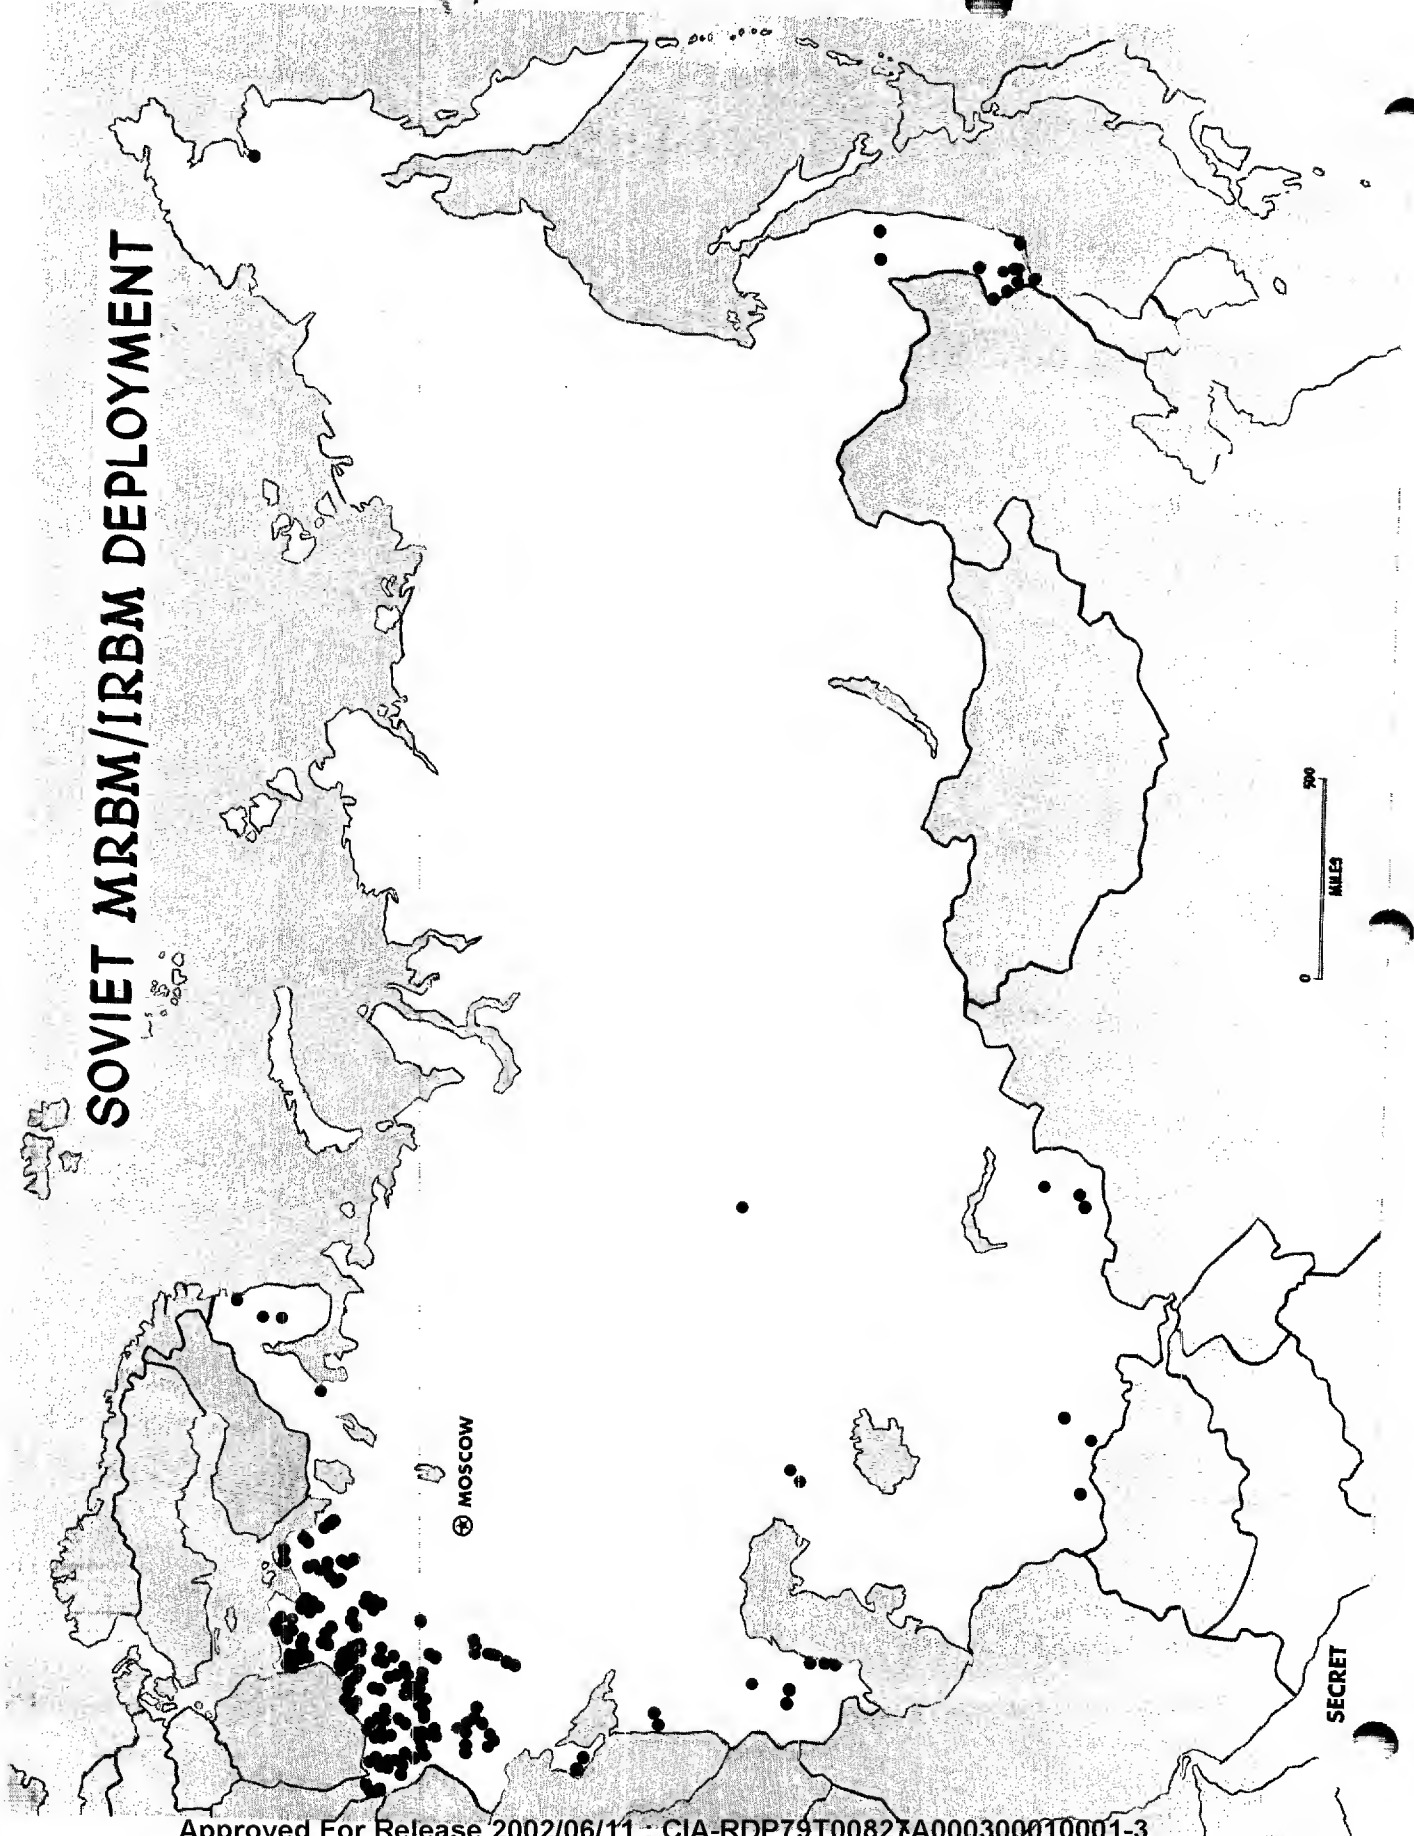 SOVIET MRBM/IRBM DEPLOYMENT
MOSCOW
0 500
MILES
SECRET
Approved For Release 2002/06/11 : CIA-RDP79T00827A000300010001-3